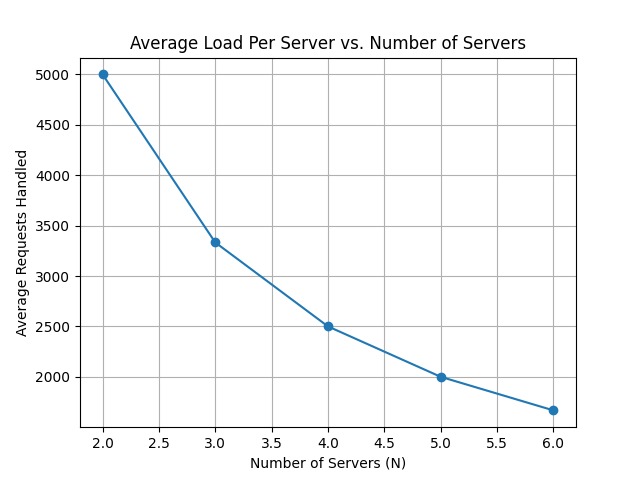 Average Load Per Server vs. Number of Servers
5000
4500
4000
3500
3000
2500
2000
Average Requests Handled
2.0 2.5 3.0 3.5 4.0 4.5 5.0 5.5 6.0
Number of Servers (N)